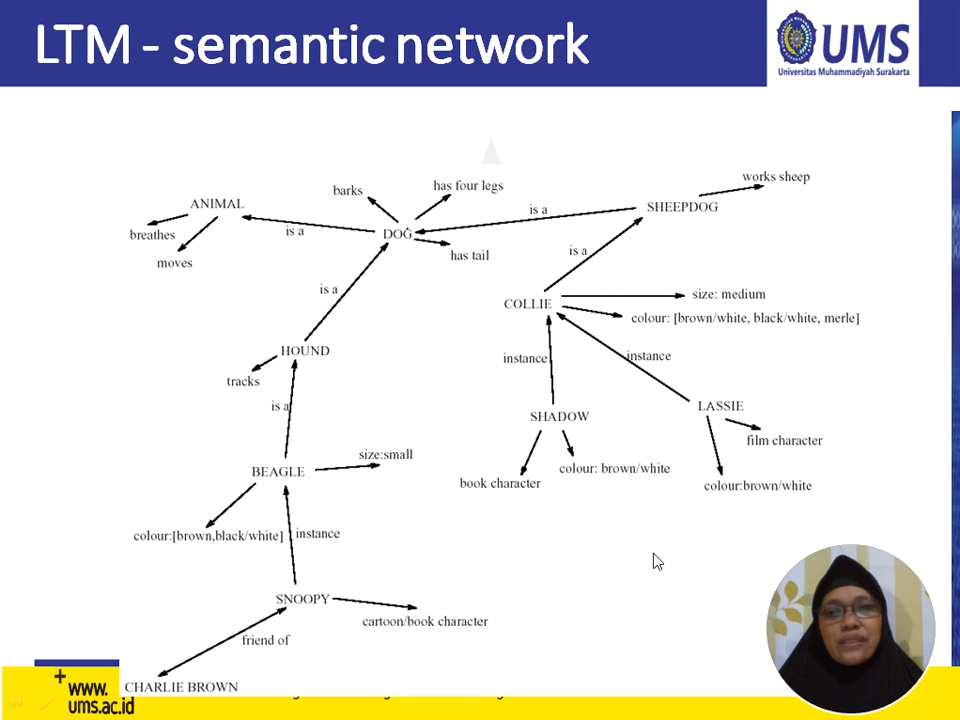 LTM - semantic network
UMS
Universitas Muhammadiyah Surakarta
works sheep
barks
has four legs
ANIMAL
SHEEPDOG
is a
breathes
is a
DOG
has tail
is a
moves
is a
COLLIE
size: medium
colour: [brown/white, black/white, merle]
HOUND
instance
instance
tracks
is a
SHADOW
LASSIE
film character
size:small
BEAGLE
colour: brown/white
book character
colour:brown/white
colour:[brown,black/white]
instance
SNOOPY
cartoon/book character
friend of
CHARLIE BROWN
www.
ums.ac.id